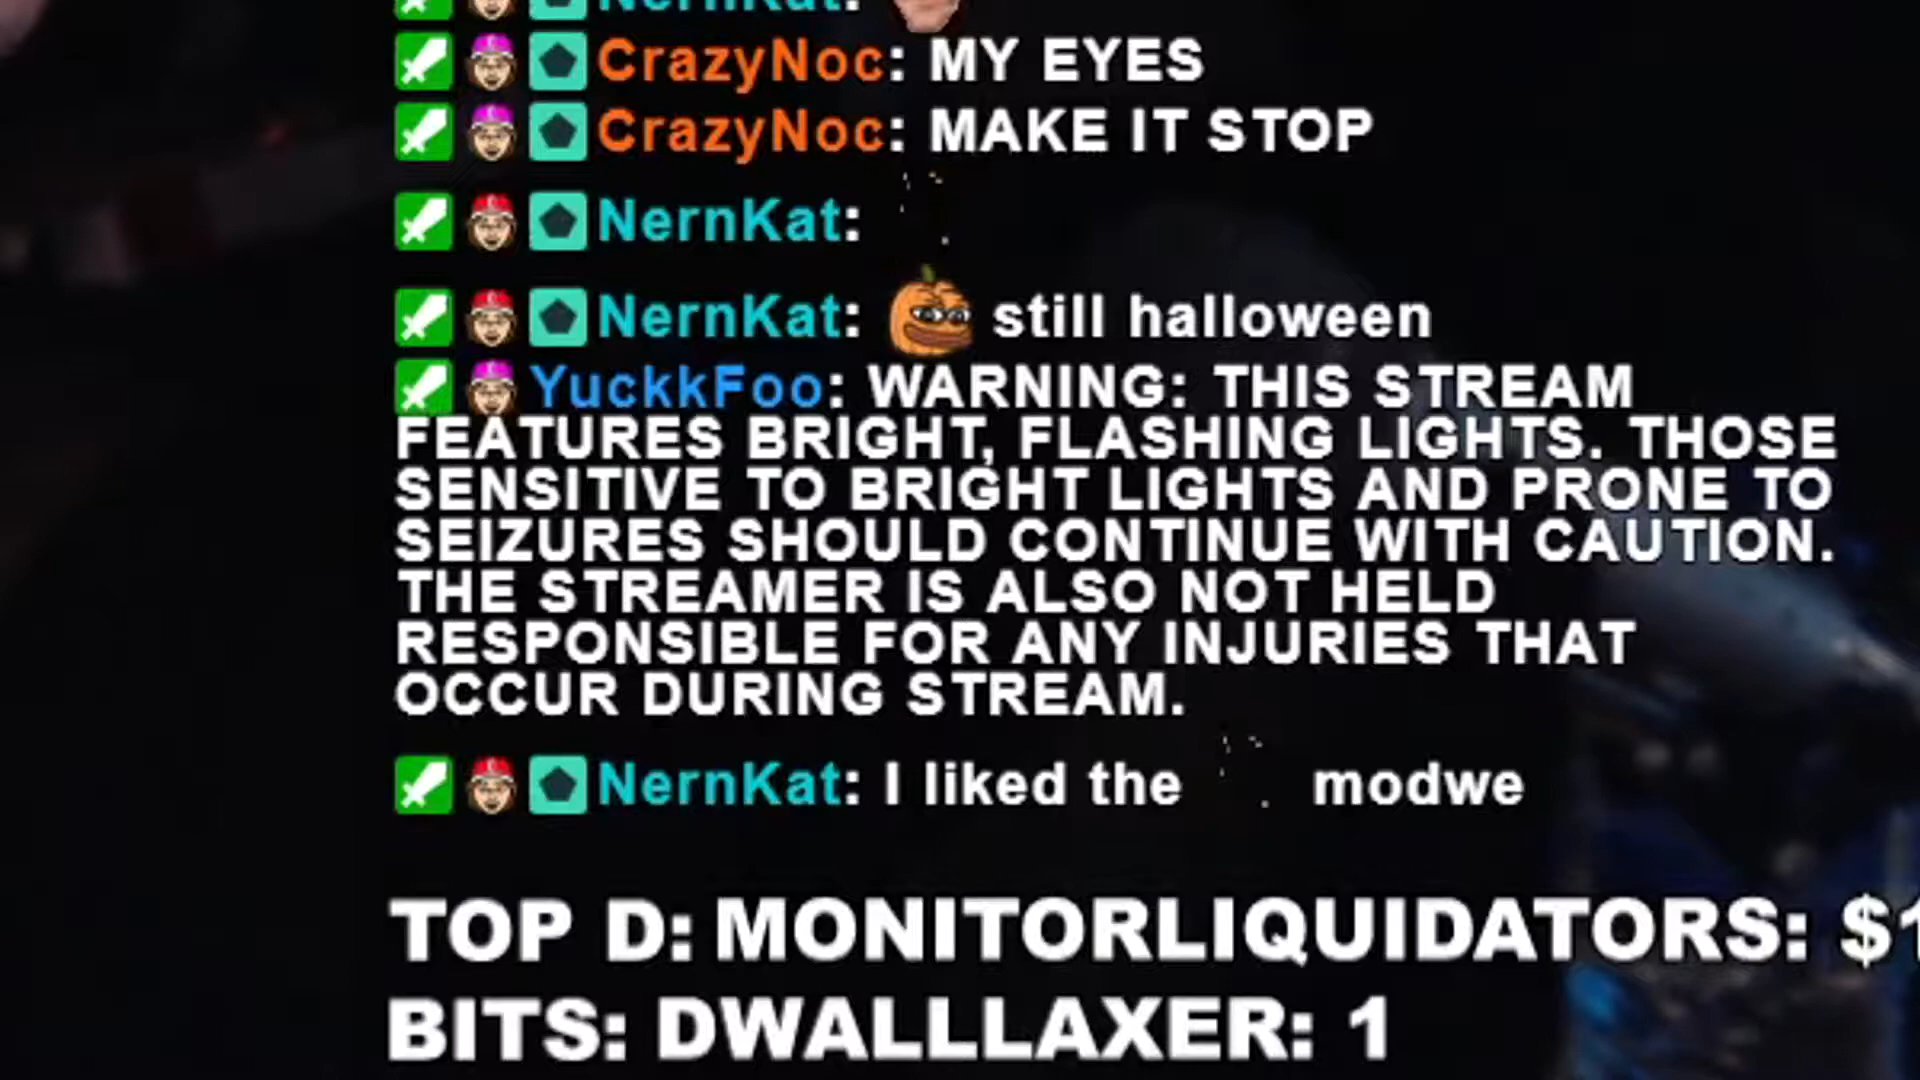 NernKat:
CrazyNoc: MY EYES
CrazyNoc: MAKE IT STOP
NernKat:
NernKat: still halloween
YuckkFoo: WARNING: THIS STREAM
FEATURES BRIGHT, FLASHING LIGHTS. THOSE
SENSITIVE TO BRIGHT LIGHTS AND PRONE TO
SEIZURES SHOULD CONTINUE WITH CAUTION.
THE STREAMER IS ALSO NOT HELD
RESPONSIBLE FOR ANY INJURIES THAT
OCCUR DURING STREAM.
NernKat: I liked the modwe
TOP D: MONITORLIQUIDATORS: $1
BITS: DWALLLAXER: 1